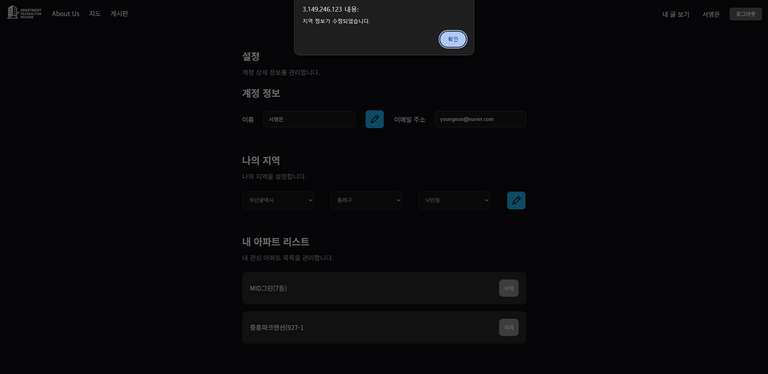 APARTMENT
TRANSACTION
RECORD
About Us
지도
게시판
3.149.246.123 내용:
지역 정보가 수정되었습니다.
확인
내 글 보기
서영은
로그아웃
설정
계정 상세 정보를 관리합니다.
계정 정보
이름
서영은
이메일 주소
youngeun@naver.com
나의 지역
나의 지역을 설정합니다.
부산광역시
동래구
낙민동
내 아파트 리스트
내 관심 아파트 목록을 관리합니다.
MID그린(7동)
삭제
중흥파크맨션(927-1
삭제